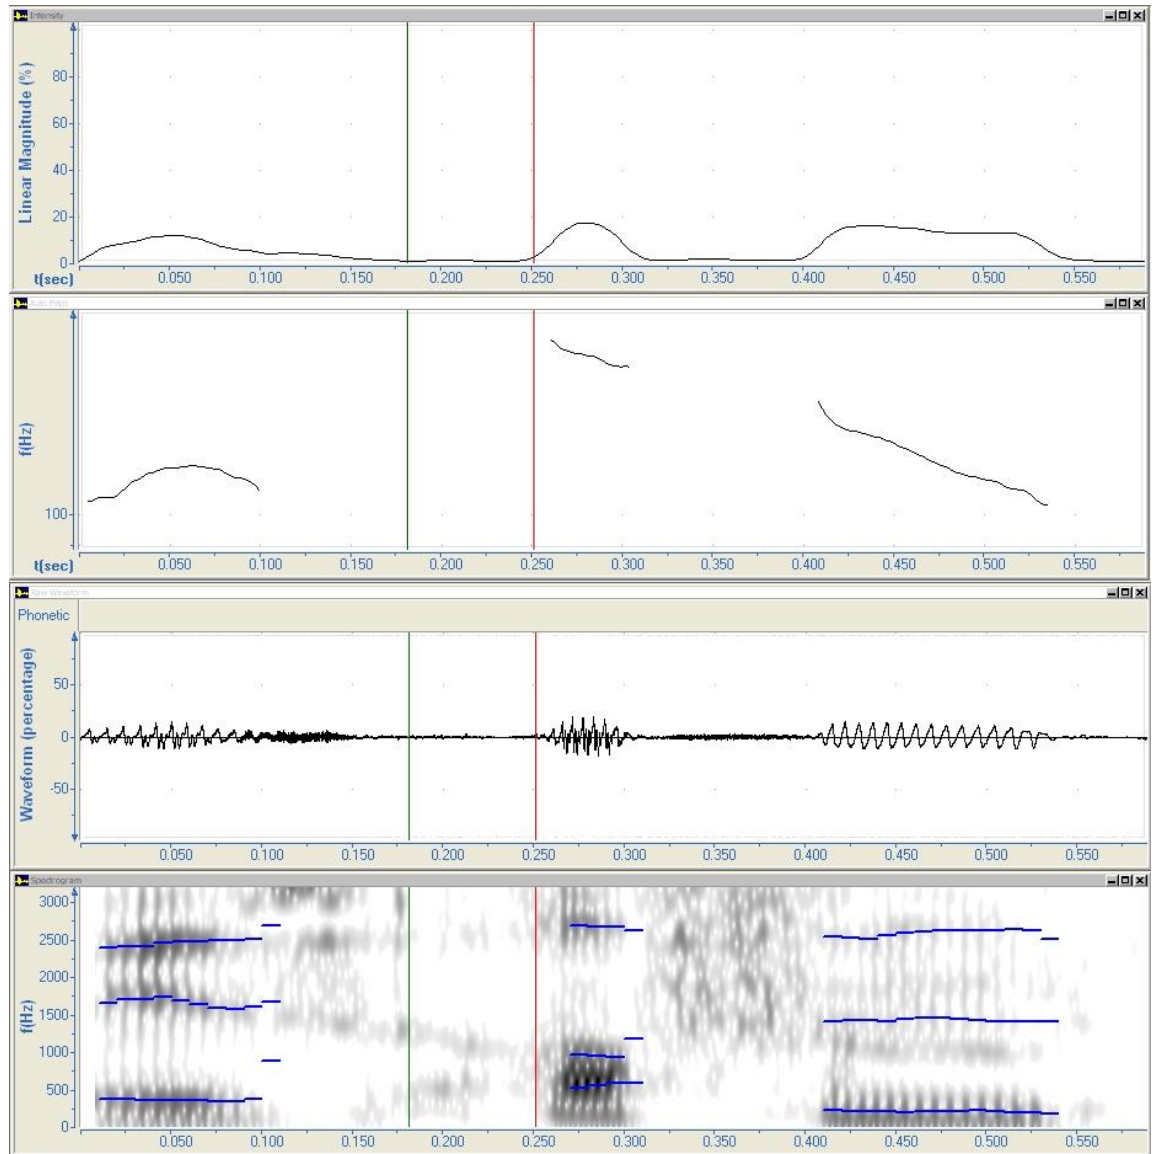 Intensity
Linear Magnitude (%)
80
60
40
20
0
t(sec) 0.050 0.100 0.150 0.200 0.250 0.300 0.350 0.400 0.450 0.500 0.550
Auto Pitch
f(Hz)
100
t(sec) 0.050 0.100 0.150 0.200 0.250 0.300 0.350 0.400 0.450 0.500 0.550
Raw Waveform
Phonetic
Waveform (percentage)
50
0
-50
0.050 0.100 0.150 0.200 0.250 0.300 0.350 0.400 0.450 0.500 0.550
Spectrogram
f(Hz)
3000
2500
2000
1500
1000
500
0
0.050 0.100 0.150 0.200 0.250 0.300 0.350 0.400 0.450 0.500 0.550